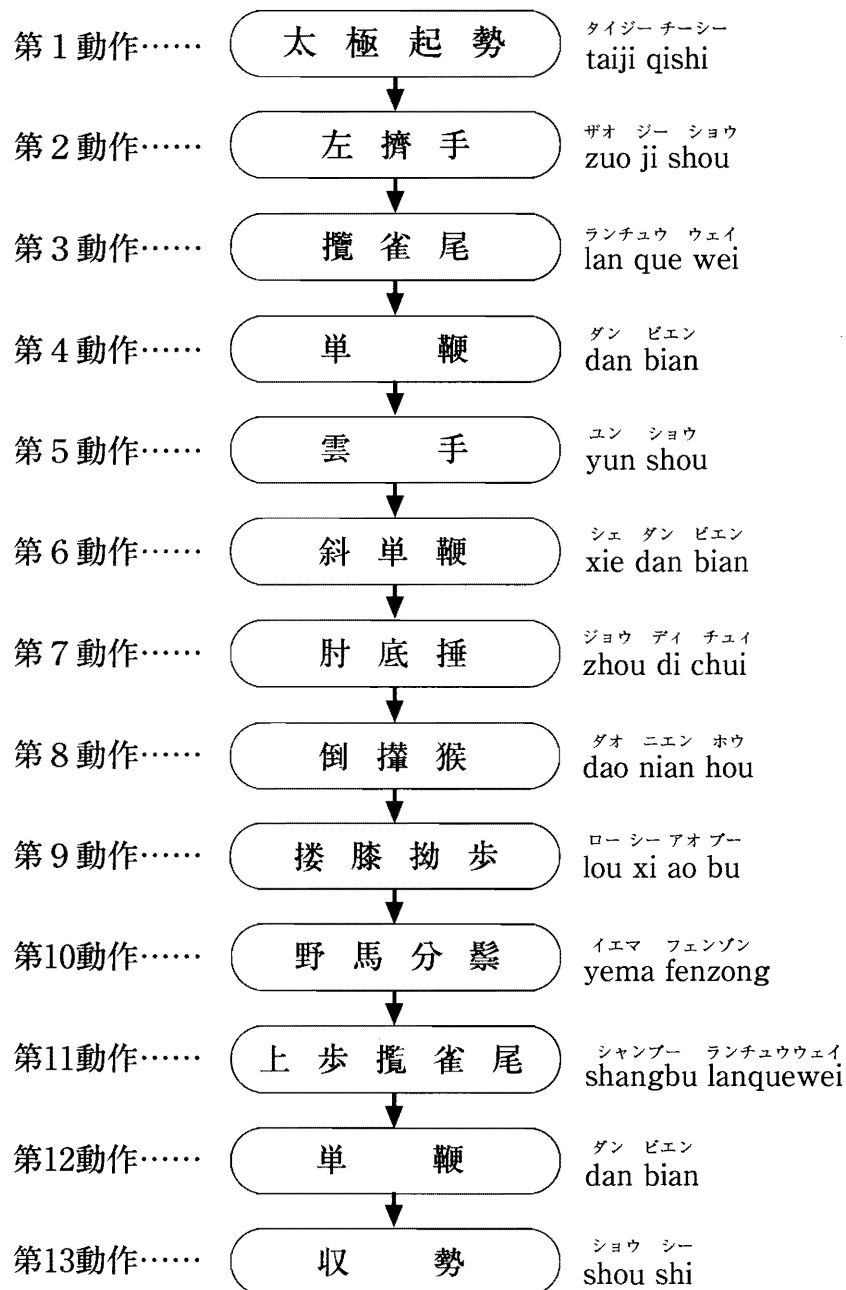 タイジー チーシー
第1動作…… 太極起勢 taiji qishi
ザオ ジー ショウ
第2動作…… 左擠手 zuo ji shou
ランチュウ ウェイ
第3動作…… 攬雀尾 lan que wei
ダン ビエン
第4動作…… 単鞭 dan bian
ユン ショウ
第5動作…… 雲手 yun shou
シェ ダン ビエン
第6動作…… 斜単鞭 xie dan bian
ジョウ ディ チュイ
第7動作…… 肘底捶 zhou di chui
ダオ ニエン ホウ
第8動作…… 倒攆猴 dao nian hou
ロー シー アオ ブー
第9動作…… 搂膝拗歩 lou xi ao bu
イエマ フェンゾン
第10動作…… 野馬分鬃 yema fenzong
シャンブー ランチュウウェイ
第11動作…… 上歩攬雀尾 shangbu lanquewei
ダン ビエン
第12動作…… 単鞭 dan bian
ショウ シー
第13動作…… 収勢 shou shi